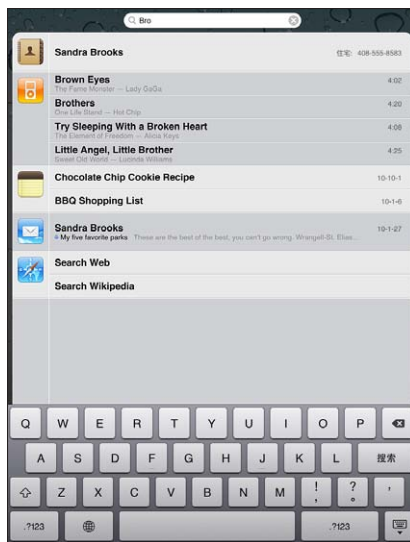 Bro
Sandra Brooks 住宅: 408-555-8583
Brown Eyes 4:02
The Fame Monster — Lady GaGa
Brothers 4:20
One Life Stand — Hot Chip
Try Sleeping With a Broken Heart 4:08
The Element of Freedom — Alicia Keys
Little Angel, Little Brother 4:25
Sweet Old World — Lucinda Williams
Chocolate Chip Cookie Recipe 10-10-1
BBQ Shopping List 10-1-6
Sandra Brooks 10-1-27
My five favorite parks These are the best of the best, you can't go wrong. Wrangell-St. Elias...
Search Web
Search Wikipedia
Q W E R T Y U I O P
A S D F G H J K L 搜索
Z X C V B N M ! , ? 。 '
.?123 .?123